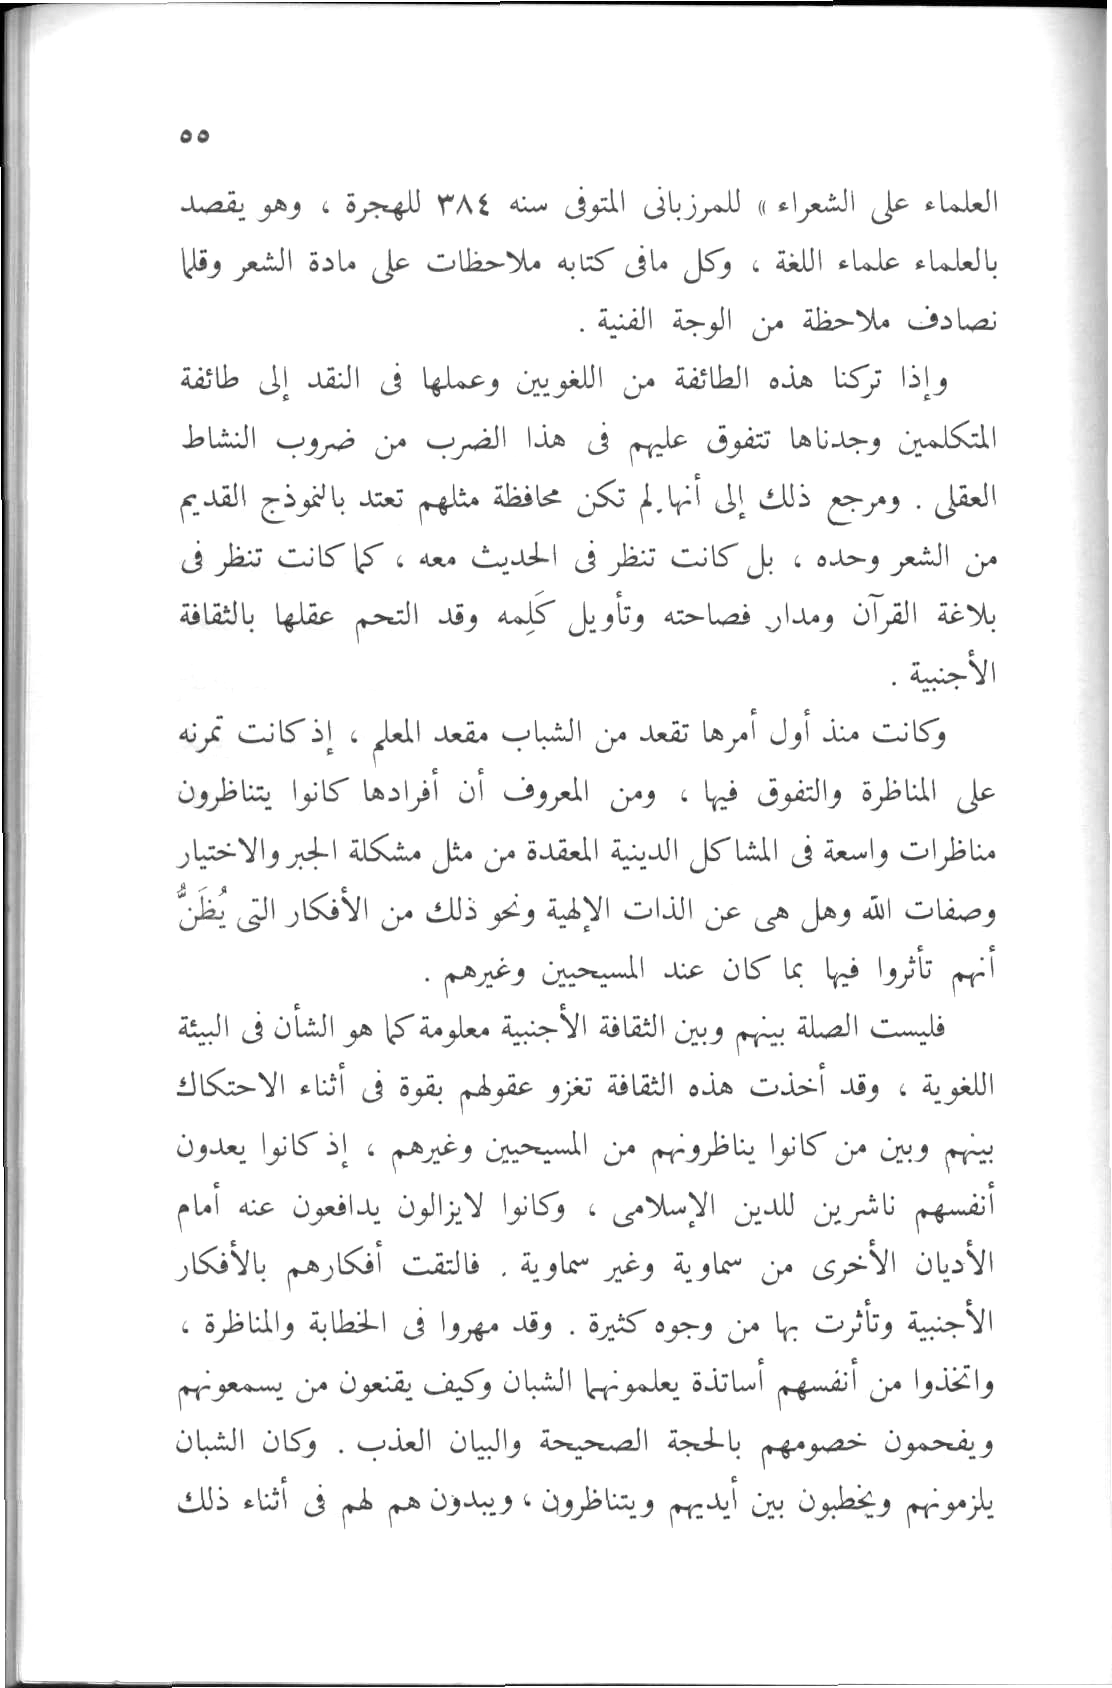 ٥٥
العلماء على الشعراء » للمرزبانى المتوفى سنه ٣٨٤ للهجرة ، وهو يقصد
بالعلماء علماء اللغة ، وكل مافى كتابه ملاحظات على مادة الشعر وقلما
نصادف ملاحظة من الوجة الفنية .
وإذا تركنا هذه الطائفة من اللغويين وعملها فى النقد إلى طائفة
المتكلمين وجدناها تتفوق عليهم فى هذا الضرب من ضروب النشاط
العقلى . ومرجع ذلك إلى أنها لم تكن محافظة مثلهم تعتد بالنموذج القديم
من الشعر وحده ، بل كانت تنظر فى الحديث معه ، كما كانت تنظر فى
بلاغة القرآن ومدار فصاحته وتأويل كَلِمه وقد التحم عقلها بالثقافة
الأجنبية .
وكانت منذ أول أمرها تقعد من الشباب مقعد المعلم ، إذ كانت تمرنه
على المناظرة والتفوق فيها ، ومن المعروف أن أفرادها كانوا يتناظرون
مناظرات واسعة فى المشاكل الدينية المعقدة من مثل مشكلة الجبر والاختيار
وصفات الله وهل هى عن الذات الإلهية ونحو ذلك من الأفكار التى يُظَنُّ
أنهم تأثروا فيها بما كان عند المسيحيين وغيرهم .
فليست الصلة بينهم وبين الثقافة الأجنبية معلومة كما هو الشأن فى البيئة
اللغوية ، وقد أخذت هذه الثقافة تغزو عقولهم بقوة فى أثناء الاحتكاك
بينهم وبين من كانوا يناظرونهم من المسيحيين وغيرهم ، إذ كانوا يعدون
أنفسهم ناشرين للدين الإسلامى ، وكانوا لايزالون يدافعون عنه أمام
الأديان الأخرى من سماوية وغير سماوية . فالتقت أفكارهم بالأفكار
الأجنبية وتأثرت بها من وجوه كثيرة . وقد مهروا فى الخطابة والمناظرة ،
واتخذوا من أنفسهم أساتذة يعلمونهما الشبان وكيف يقنعون من يسمعونهم
ويفحمون خصومهم بالحجة الصحيحة والبيان العذب . وكان الشبان
يلزمونهم ويخطبون بين أيديهم ويتناظرون ، ويبدون هم لهم فى أثناء ذلك